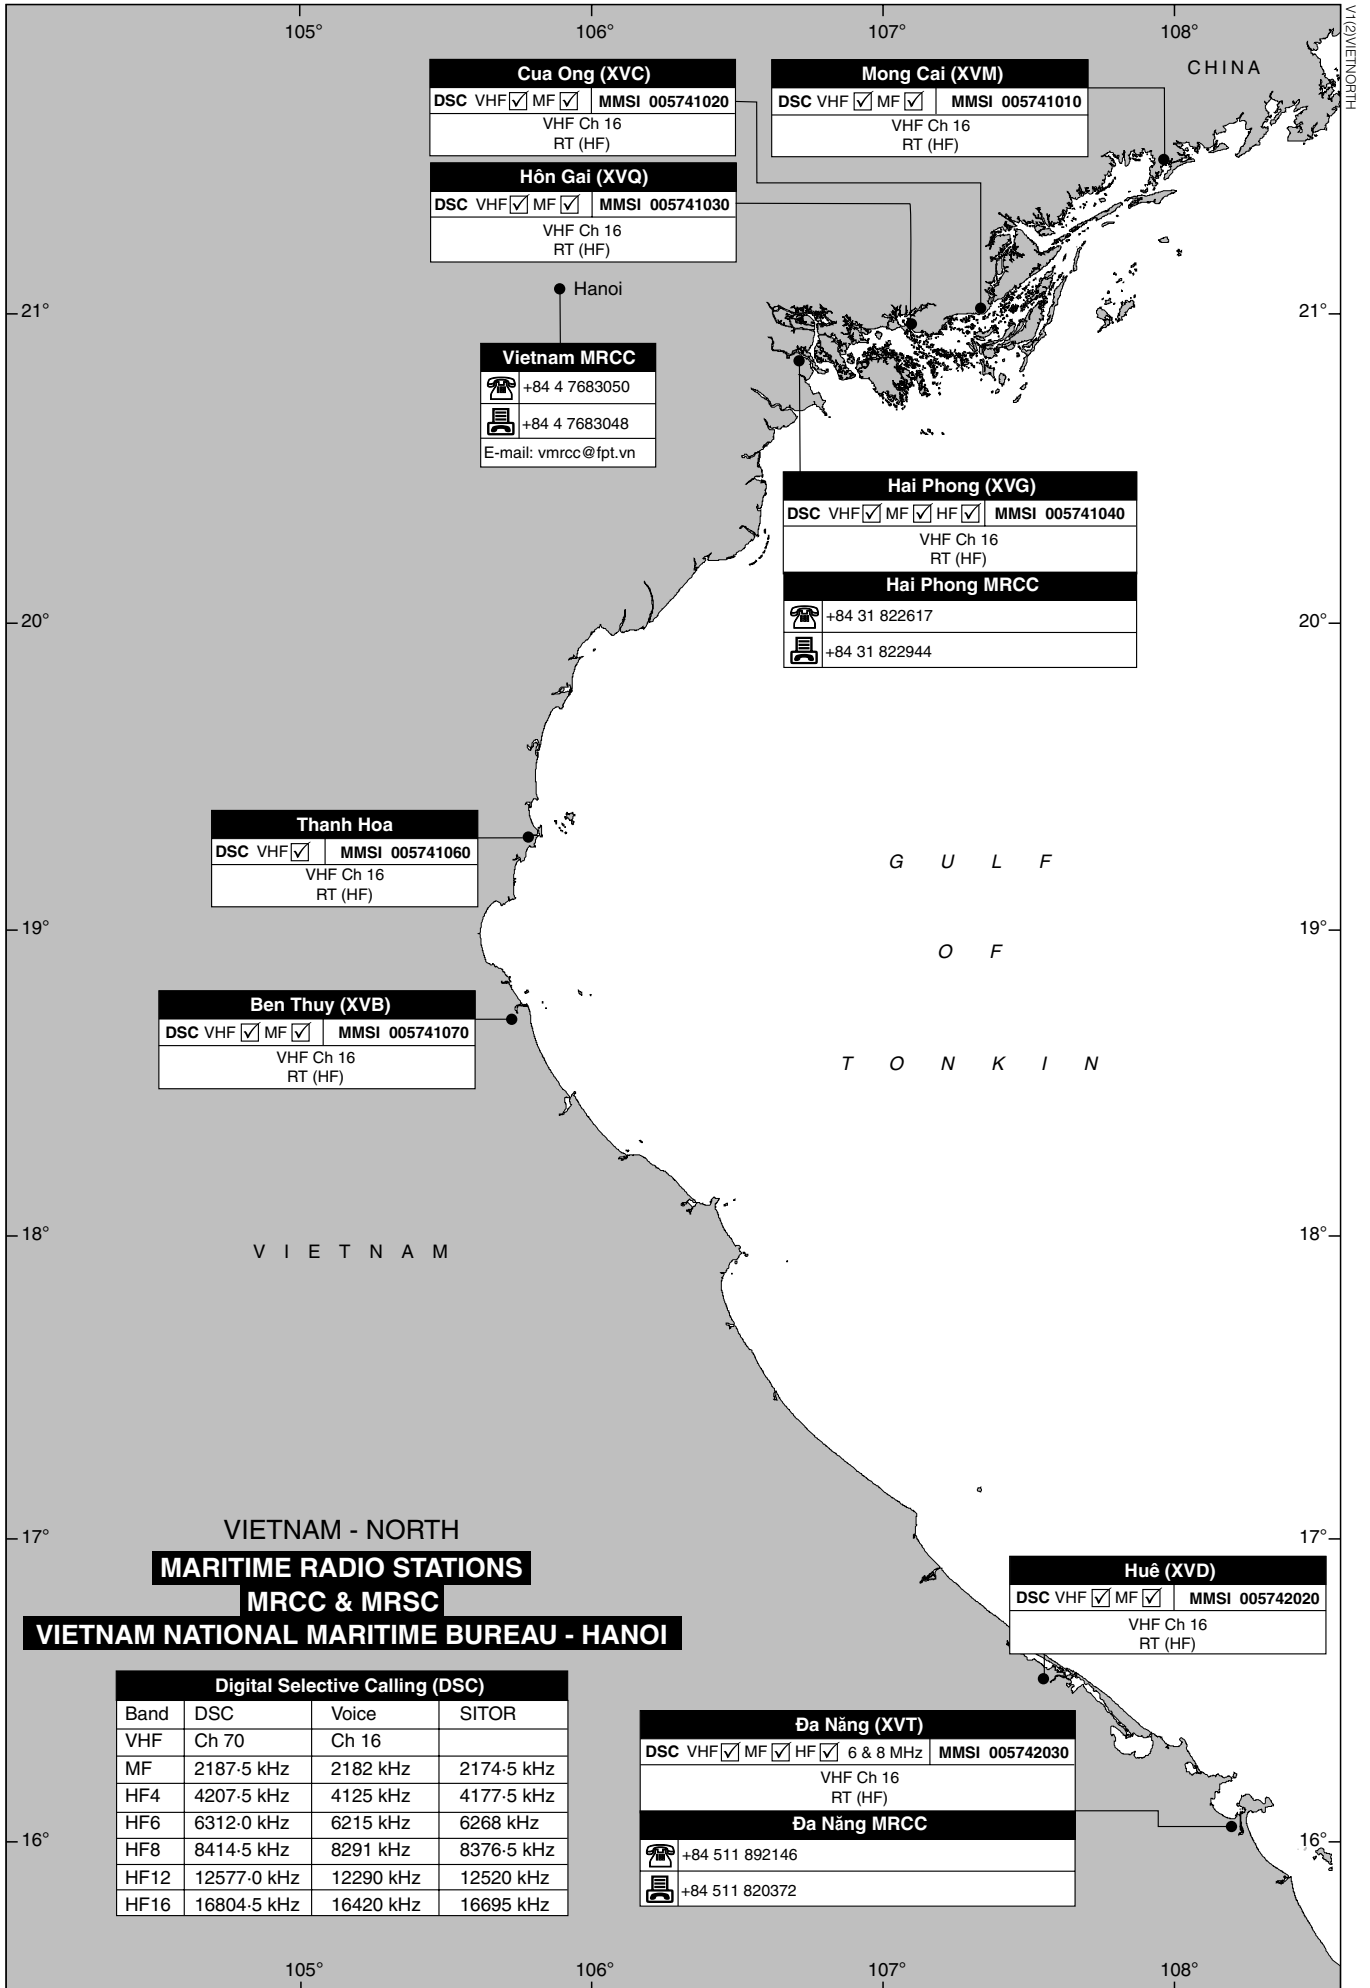 105° 106° 107° 108°
V1(2)VIETNORTH
CHINA
Cua Ong (XVC)
DSC VHF ☑ MF ☑ MMSI 005741020
VHF Ch 16
RT (HF)
Mong Cai (XVM)
DSC VHF ☑ MF ☑ MMSI 005741010
VHF Ch 16
RT (HF)
Hôn Gai (XVQ)
DSC VHF ☑ MF ☑ MMSI 005741030
VHF Ch 16
RT (HF)
Hanoi
21° 21°
Vietnam MRCC
+84 4 7683050
+84 4 7683048
E-mail: vmrcc@fpt.vn
Hai Phong (XVG)
DSC VHF ☑ MF ☑ HF ☑ MMSI 005741040
VHF Ch 16
RT (HF)
Hai Phong MRCC
+84 31 822617
+84 31 822944
20° 20°
Thanh Hoa
DSC VHF ☑ MMSI 005741060
VHF Ch 16
RT (HF)
GULF
OF
TONKIN
19° 19°
Ben Thuy (XVB)
DSC VHF ☑ MF ☑ MMSI 005741070
VHF Ch 16
RT (HF)
18° 18°
VIETNAM
17° 17°
VIETNAM - NORTH
MARITIME RADIO STATIONS
MRCC & MRSC
VIETNAM NATIONAL MARITIME BUREAU - HANOI
Huê (XVD)
DSC VHF ☑ MF ☑ MMSI 005742020
VHF Ch 16
RT (HF)
Digital Selective Calling (DSC)
Band DSC Voice SITOR
VHF Ch 70 Ch 16
MF 2187·5 kHz 2182 kHz 2174·5 kHz
HF4 4207·5 kHz 4125 kHz 4177·5 kHz
HF6 6312·0 kHz 6215 kHz 6268 kHz
HF8 8414·5 kHz 8291 kHz 8376·5 kHz
HF12 12577·0 kHz 12290 kHz 12520 kHz
HF16 16804·5 kHz 16420 kHz 16695 kHz
Đa Năng (XVT)
DSC VHF ☑ MF ☑ HF ☑ 6 & 8 MHz MMSI 005742030
VHF Ch 16
RT (HF)
Đa Năng MRCC
+84 511 892146
+84 511 820372
16° 16°
105° 106° 107° 108°